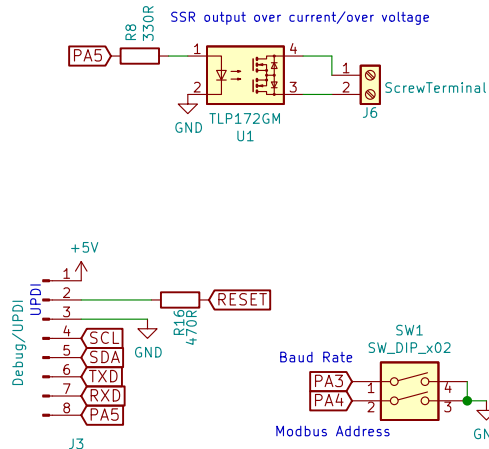 SSR output over current/over voltage
R8
330R
PA5
1
2
4
3
GND
TLP172GM
U1
1
2
ScrewTerminal
J6
+5V
Debug/UPDI
UPDI
1
2
3
4
5
6
7
8
R16
470R
RESET
GND
SCL
SDA
TXD
RXD
PA5
J3
SW1
SW_DIP_x02
Baud Rate
PA3
PA4
1
2
4
3
Modbus Address